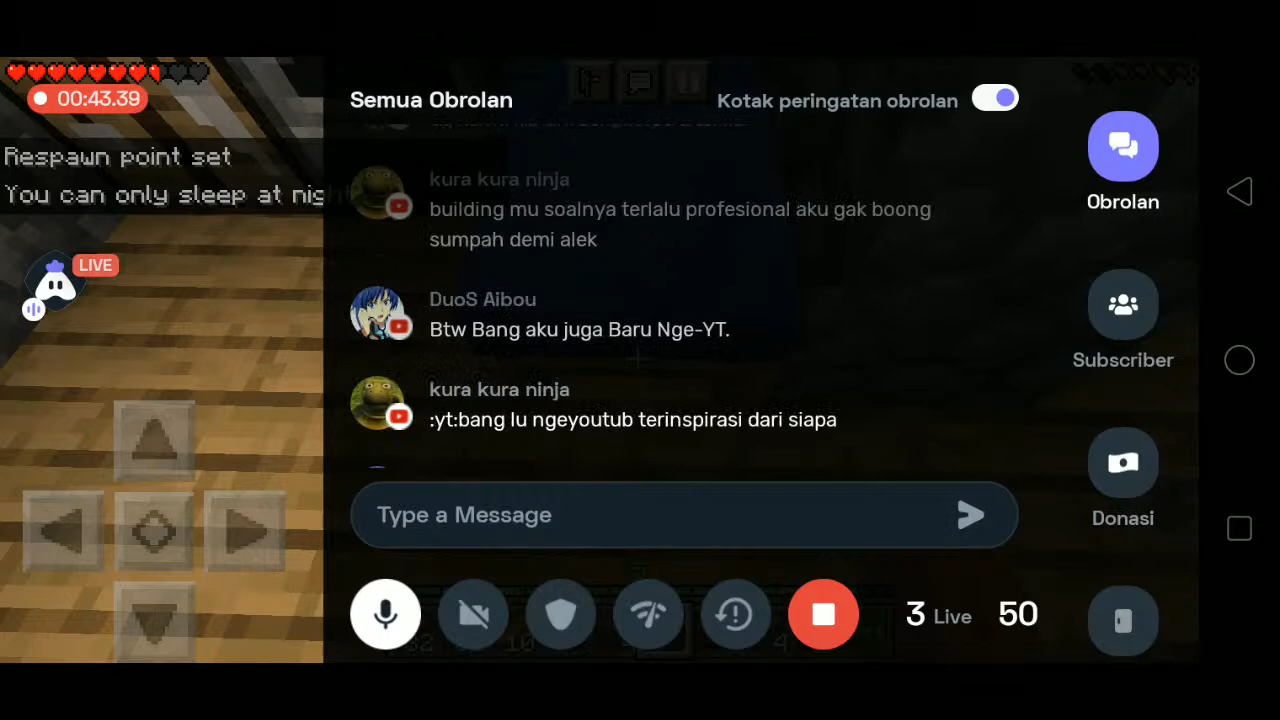 00:43.39
Respawn point set
You can only sleep at nig
LIVE
Semua Obrolan
Kotak peringatan obrolan
kura kura ninja
building mu soalnya terlalu profesional aku gak boong
sumpah demi alek
DuoS Aibou
Btw Bang aku juga Baru Nge-YT.
kura kura ninja
:yt:bang lu ngeyoutub terinspirasi dari siapa
Type a Message
3 Live 50
Obrolan
Subscriber
Donasi